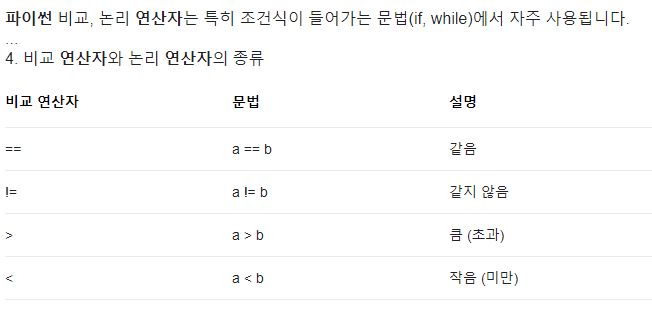 파이썬 비교, 논리 연산자는 특히 조건식이 들어가는 문법(if, while)에서 자주 사용됩니다.
...
4. 비교 연산자와 논리 연산자의 종류
비교 연산자 문법 설명
== a == b 같음
!= a != b 같지 않음
> a > b 큼 (초과)
< a < b 작음 (미만)